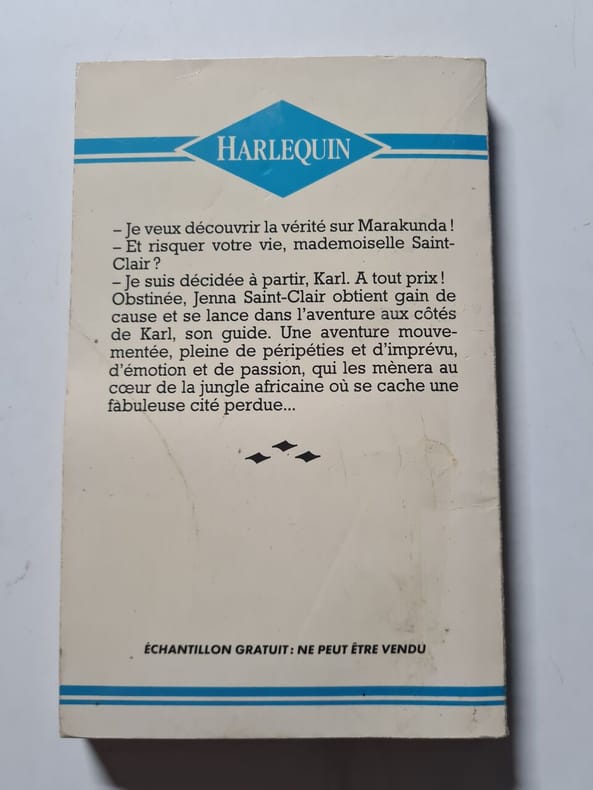 HARLEQUIN
– Je veux découvrir la vérité sur Marakunda !
– Et risquer votre vie, mademoiselle Saint-
Clair ?
– Je suis décidée à partir, Karl. A tout prix !
Obstinée, Jenna Saint-Clair obtient gain de
cause et se lance dans l'aventure aux côtés
de Karl, son guide. Une aventure mouve-
mentée, pleine de péripéties et d'imprévu,
d'émotion et de passion, qui les mènera au
cœur de la jungle africaine où se cache une
fabuleuse cité perdue...
ÉCHANTILLON GRATUIT : NE PEUT ÊTRE VENDU